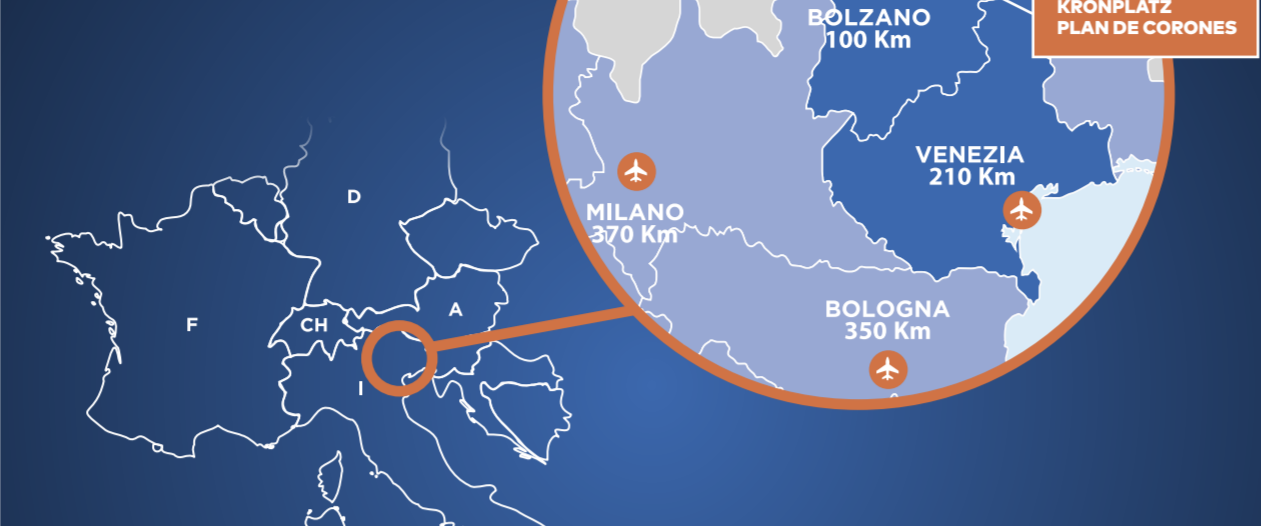 KRONPLATZ
PLAN DE CORONES
BOLZANO
100 Km
VENEZIA
210 Km
MILANO
370 Km
BOLOGNA
350 Km
D
A
F
CH
I